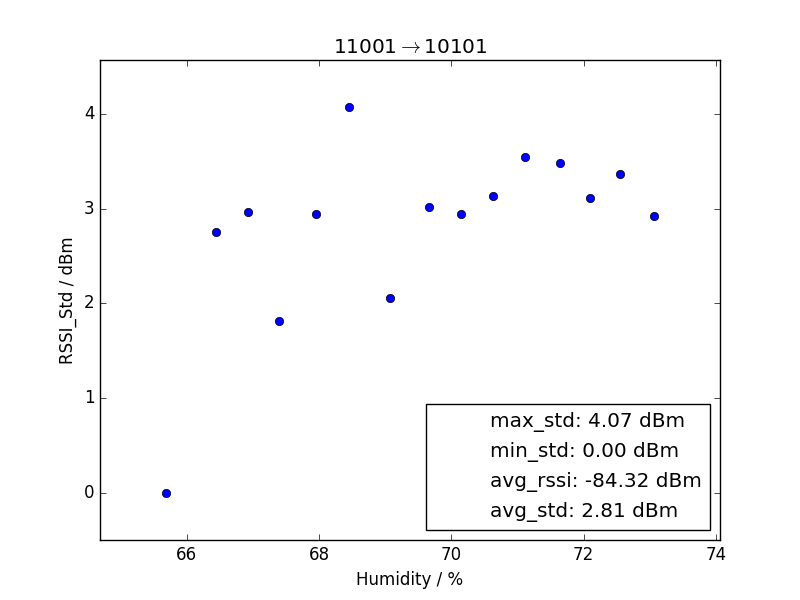 11001→10101
4
3
2
1
0
RSSI_Std / dBm
max_std: 4.07 dBm
min_std: 0.00 dBm
avg_rssi: -84.32 dBm
avg_std: 2.81 dBm
66 68 70 72 74
Humidity / %